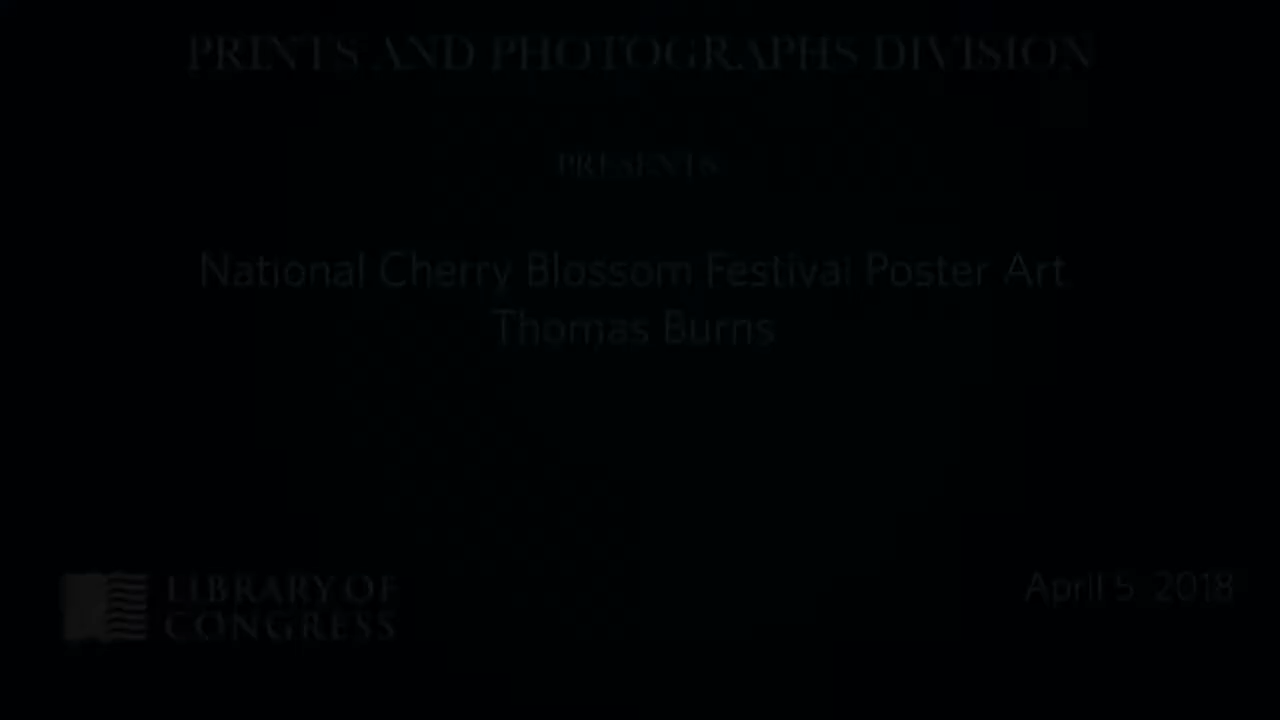 PRINTS AND PHOTOGRAPHS DIVISION
PRESENTS
National Cherry Blossom Festival Poster Art
Thomas Burns
LIBRARY OF
CONGRESS
April 5, 2018